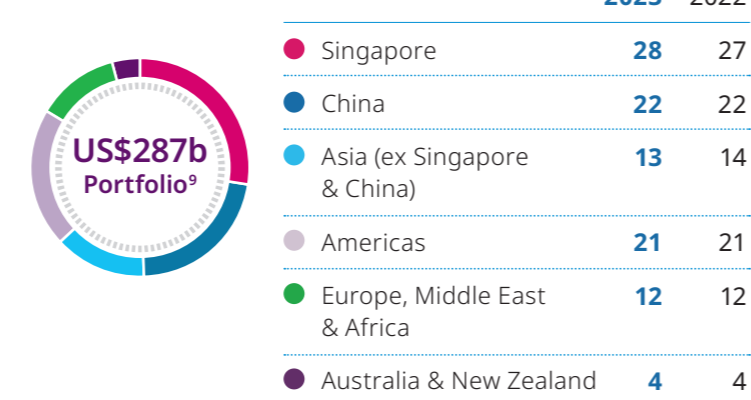 2023 2022
US$287b
Portfolio⁹
Singapore 28 27
China 22 22
Asia (ex Singapore
& China) 13 14
Americas 21 21
Europe, Middle East
& Africa 12 12
Australia & New Zealand 4 4